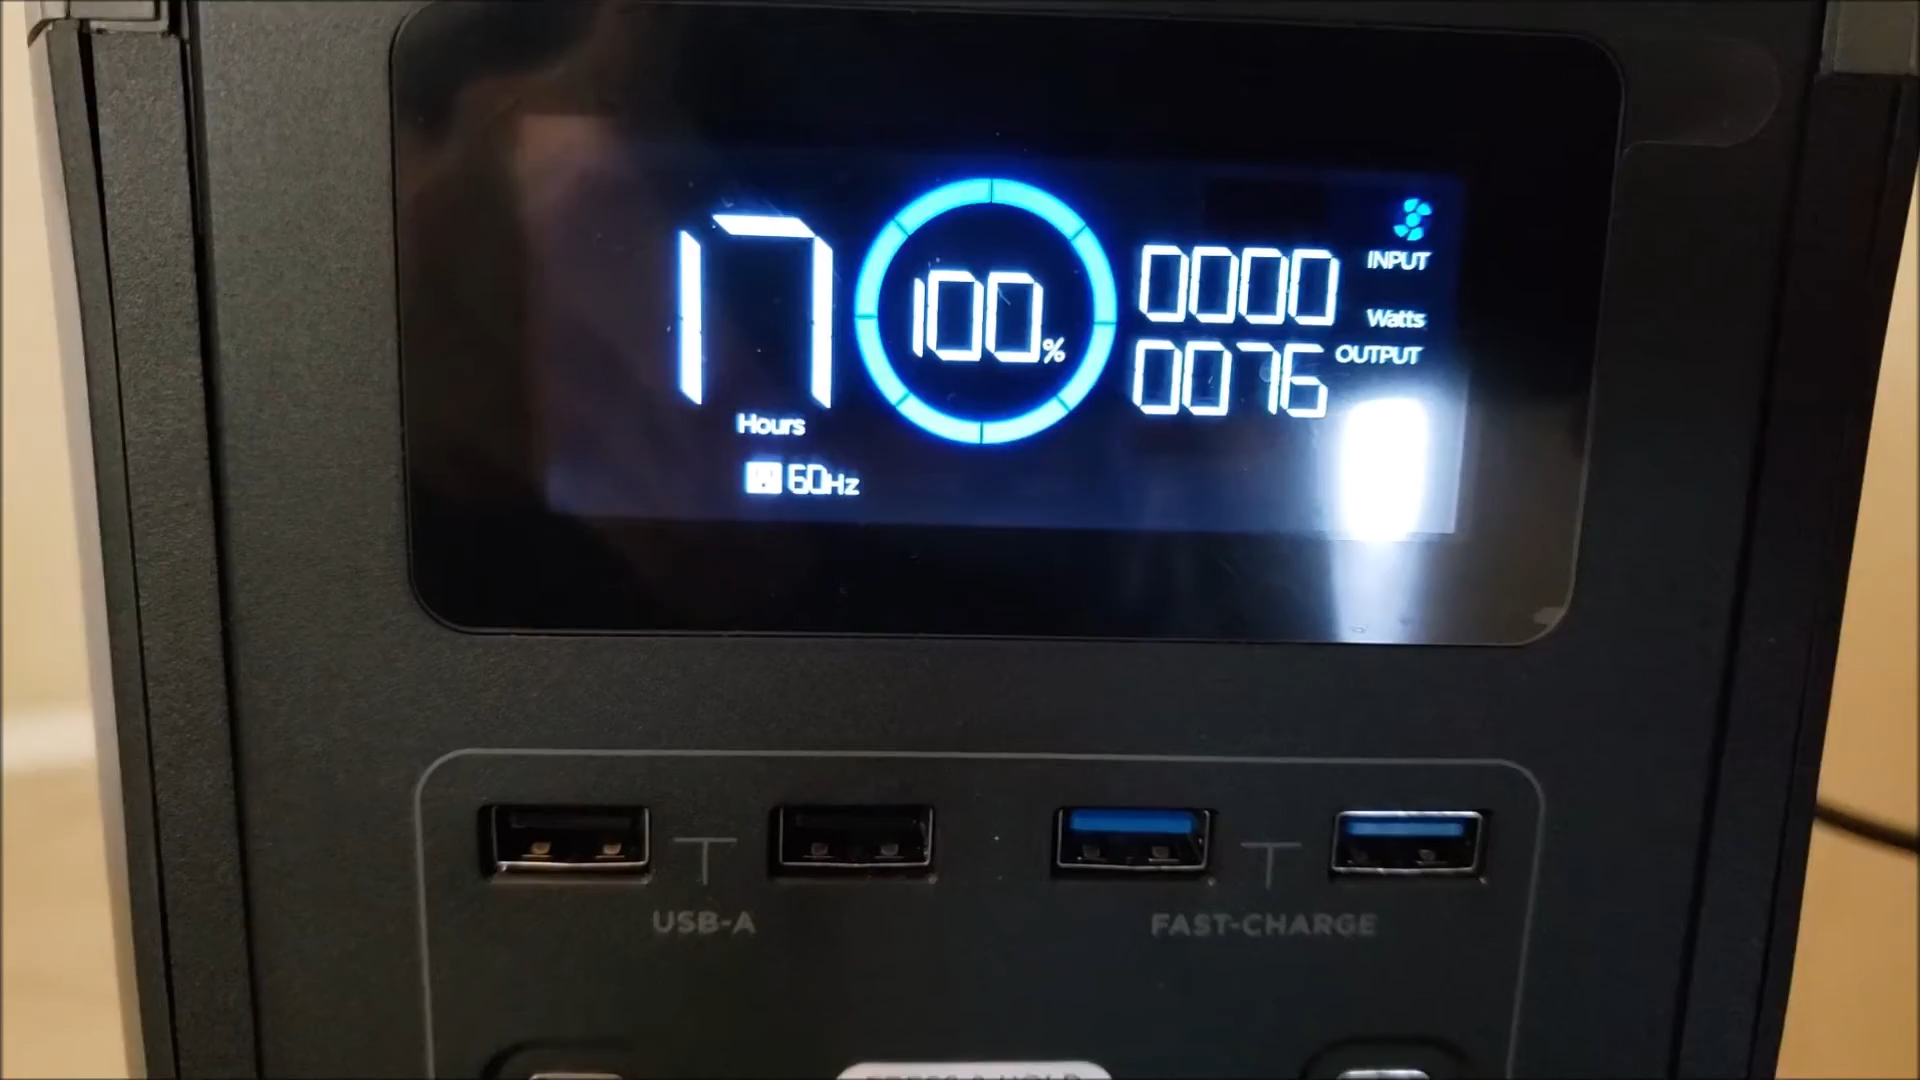 17
Hours
60Hz
100%
0000
INPUT
Watts
0076
OUTPUT
USB-A
FAST-CHARGE